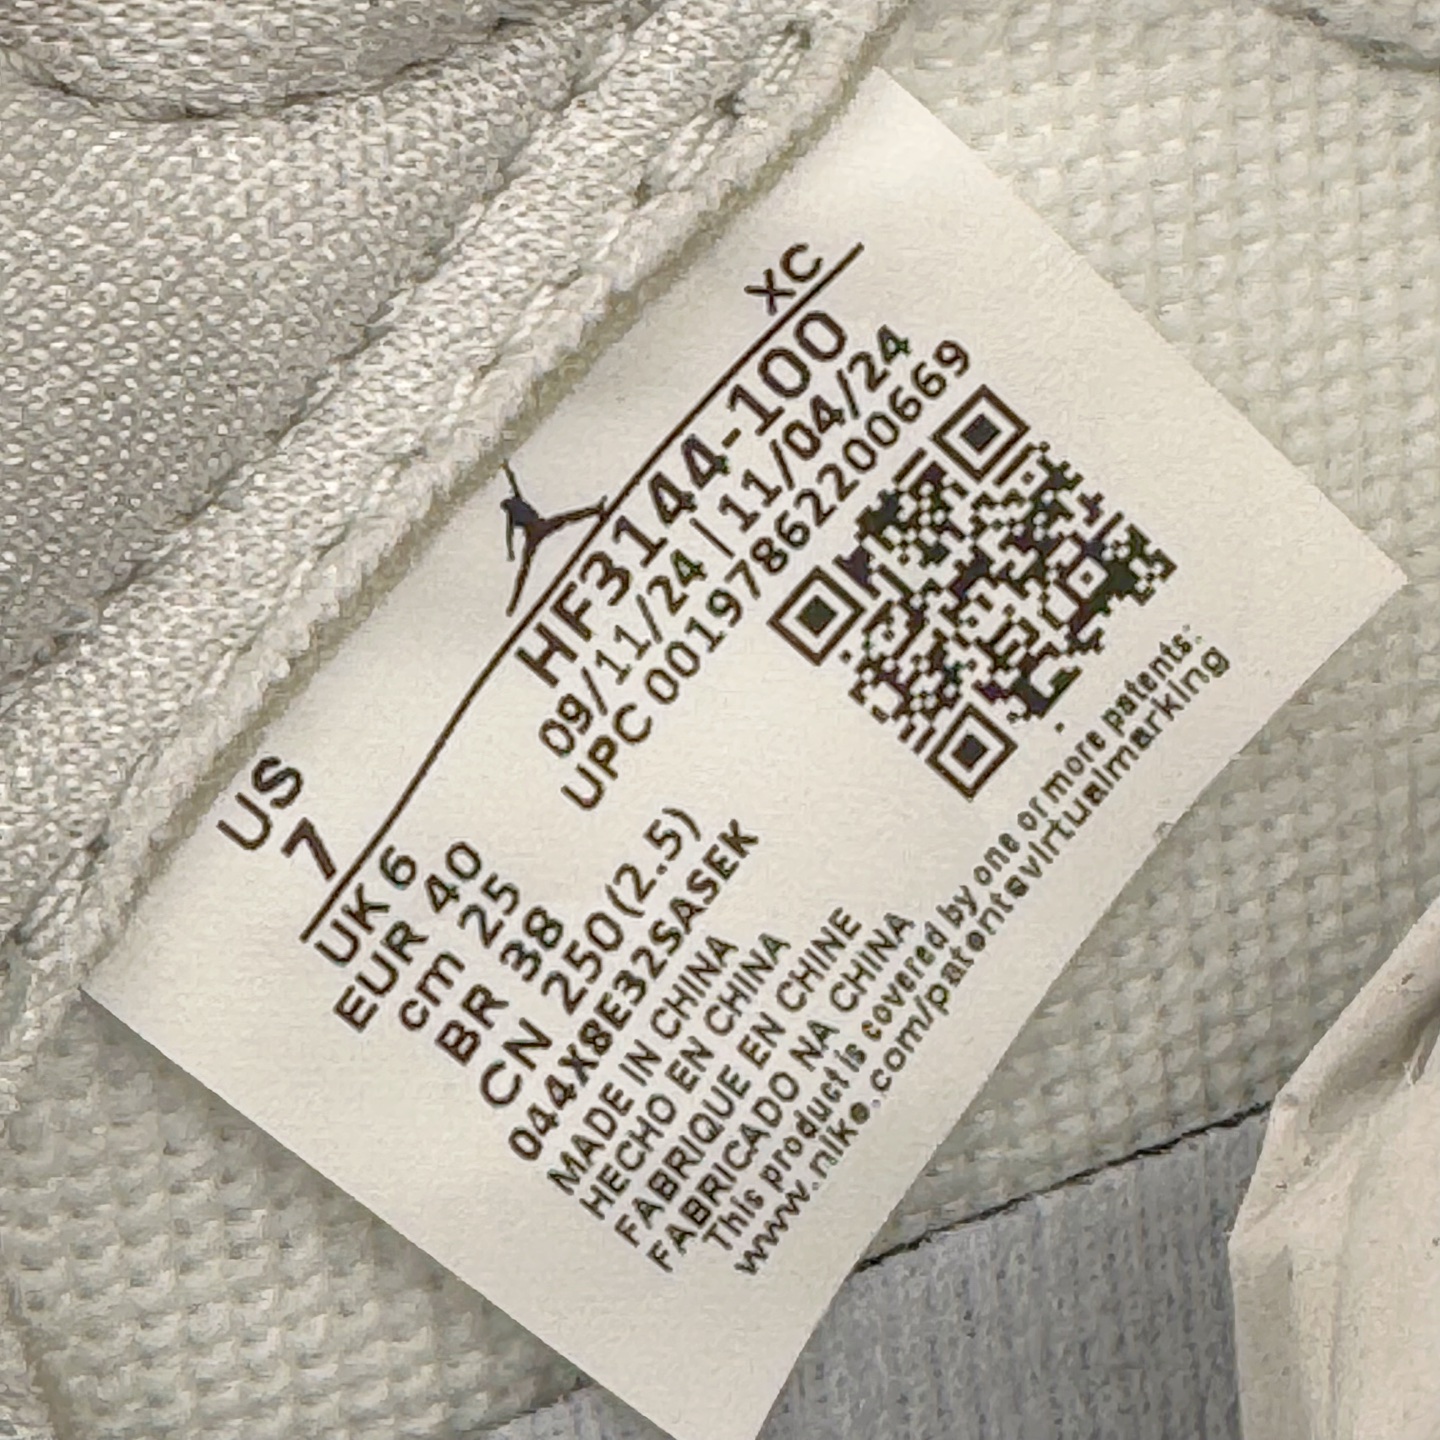 US
7
XC
HF3144-100
09/11/24 | 11/04/24
UPC 00197862200669
UK 6
EUR 40
cm 25
BR 38
CN 250(2.5)
044X8E32SASEK
MADE IN CHINA
HECHO EN CHINA
FABRIQUE EN CHINE
FABRICADO NA CHINA
This product is covered by one or more patents:
www.nike.com/patentsvirtualmarking